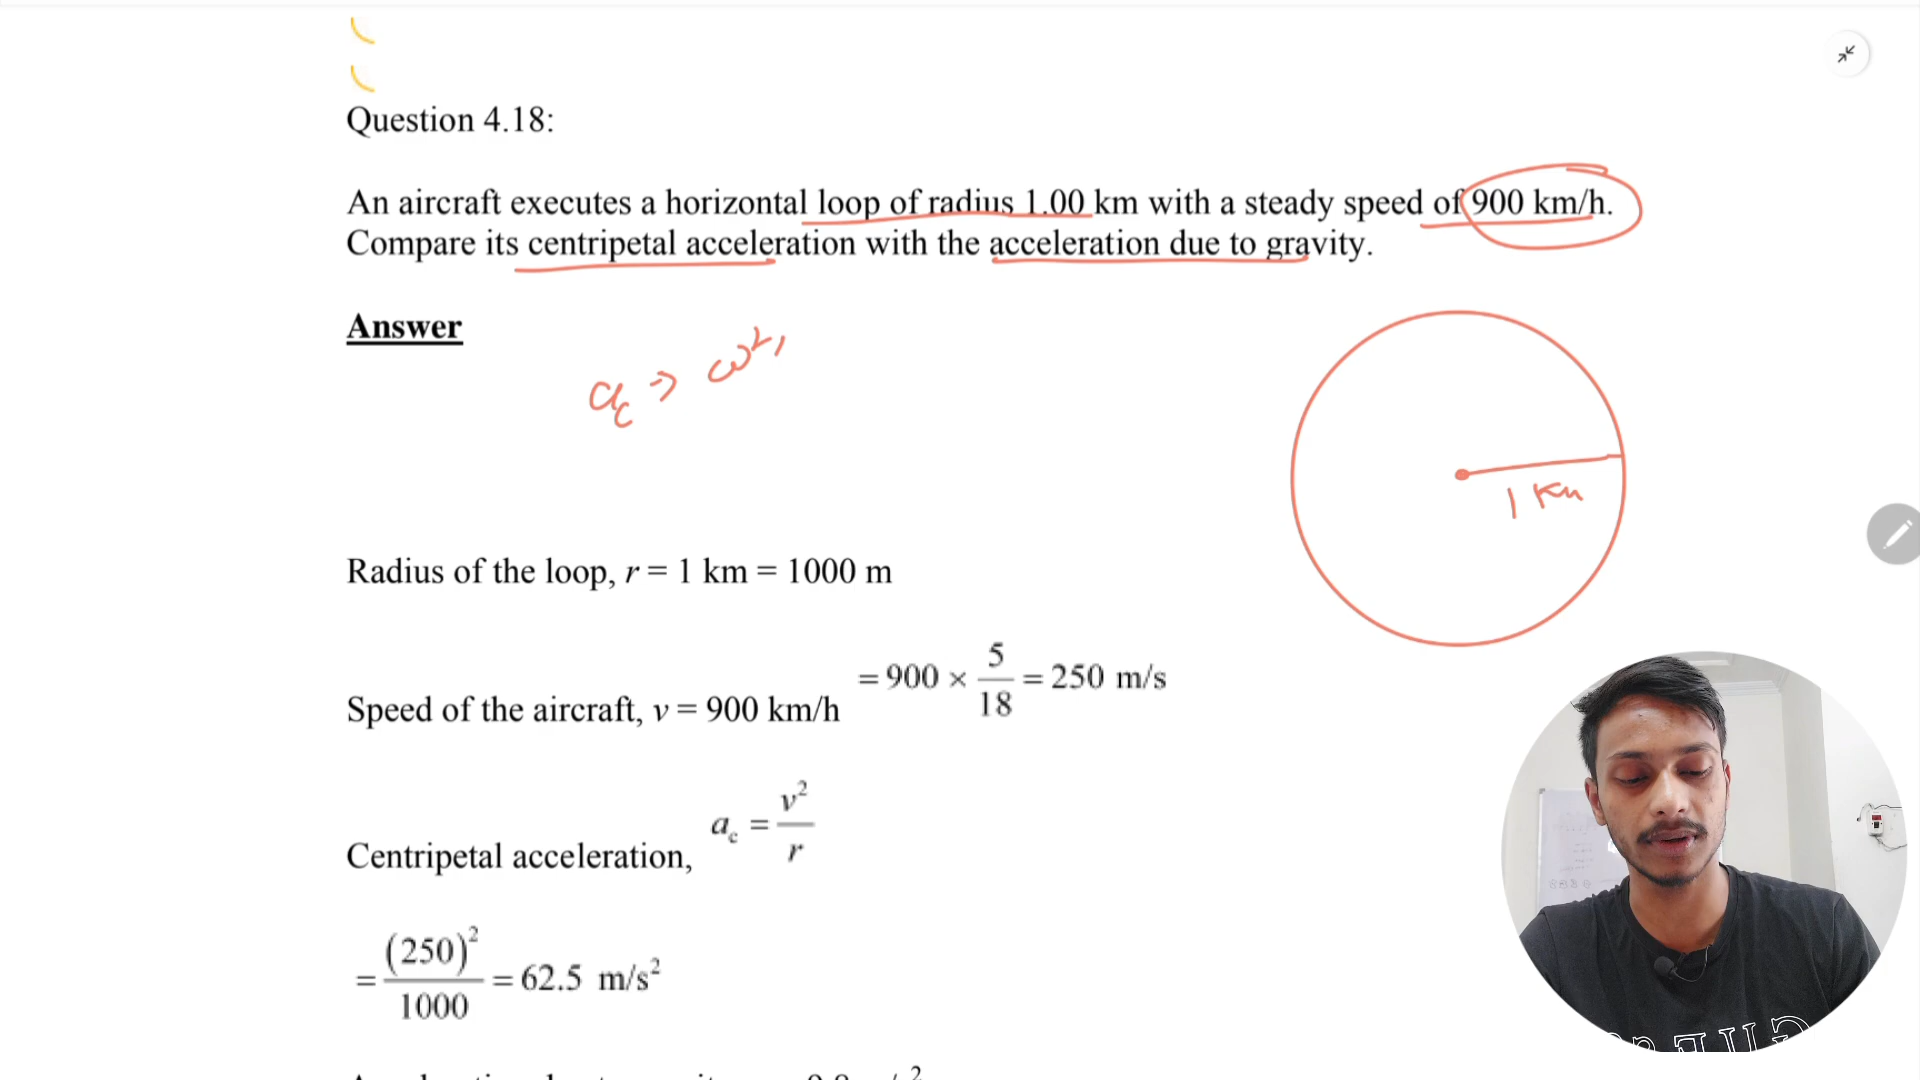 Question 4.18:
An aircraft executes a horizontal loop of radius 1.00 km with a steady speed of 900 km/h.
Compare its centripetal acceleration with the acceleration due to gravity.
Answer
a_c → ω²r
1 Km
Radius of the loop, r = 1 km = 1000 m
Speed of the aircraft, v = 900 km/h = 900 × 5/18 = 250 m/s
Centripetal acceleration, a_c = v²/r
= (250)²/1000 = 62.5 m/s²